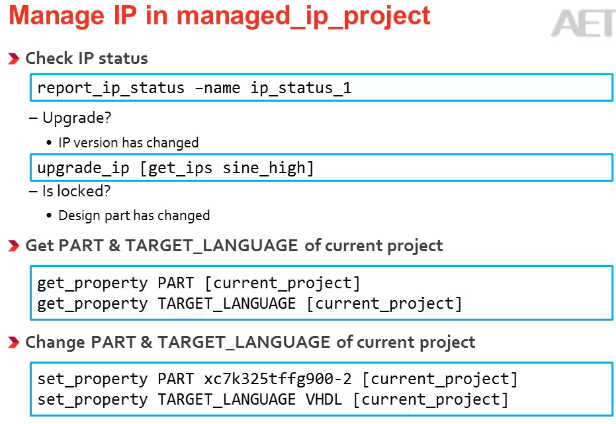 Manage IP in managed_ip_project
AET
Check IP status
report_ip_status –name ip_status_1
– Upgrade?
• IP version has changed
upgrade_ip [get_ips sine_high]
– Is locked?
• Design part has changed
Get PART & TARGET_LANGUAGE of current project
get_property PART [current_project]
get_property TARGET_LANGUAGE [current_project]
Change PART & TARGET_LANGUAGE of current project
set_property PART xc7k325tffg900-2 [current_project]
set_property TARGET_LANGUAGE VHDL [current_project]